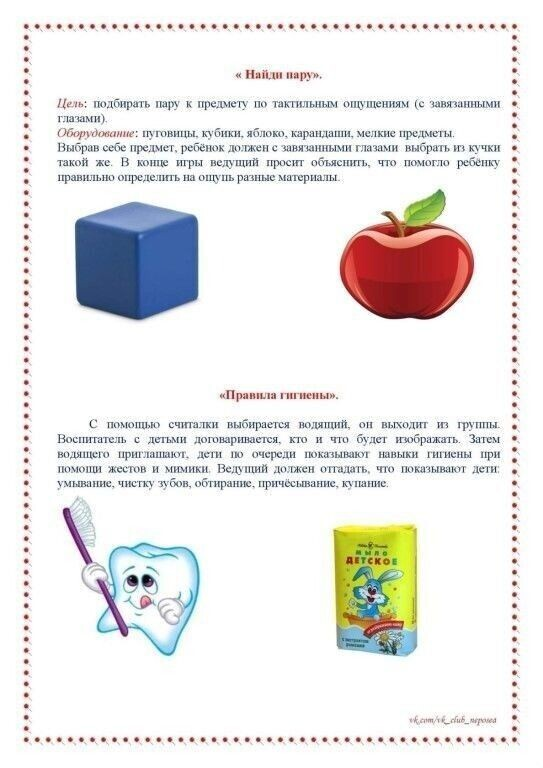 « Найди пару».
Цель: подбирать пару к предмету по тактильным ощущениям (с завязанными
глазами).
Оборудование: пуговицы, кубики, яблоко, карандаши, мелкие предметы.
Выбрав себе предмет, ребёнок должен с завязанными глазами выбрать из кучки
такой же. В конце игры ведущий просит объяснить, что помогло ребёнку
правильно определить на ощупь разные материалы.
«Правила гигиены».
С помощью считалки выбирается водящий, он выходит из группы.
Воспитатель с детьми договаривается, кто и что будет изображать. Затем
водящего приглашают, дети по очереди показывают навыки гигиены при
помощи жестов и мимики. Ведущий должен отгадать, что показывают дети:
умывание, чистку зубов, обтирание, причёсывание, купание.
МЫЛО
ДЕТСКОЕ
с экстрактом
ромашки
vk.com/vk_club_neposea